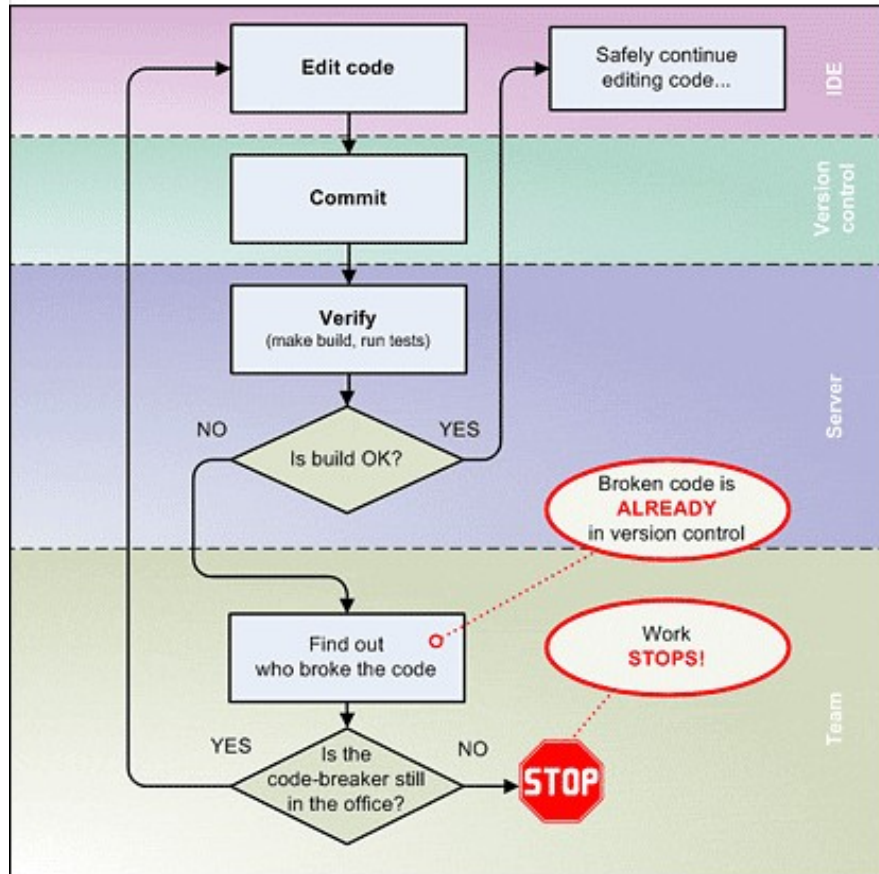 Edit code
Safely continue
editing code...
IDE
Commit
Version
control
Verify
(make build, run tests)
Server
NO
YES
Is build OK?
Broken code is
ALREADY
in version control
Find out
who broke the code
Work
STOPS!
Team
YES
NO
Is the
code-breaker still
in the office?
STOP